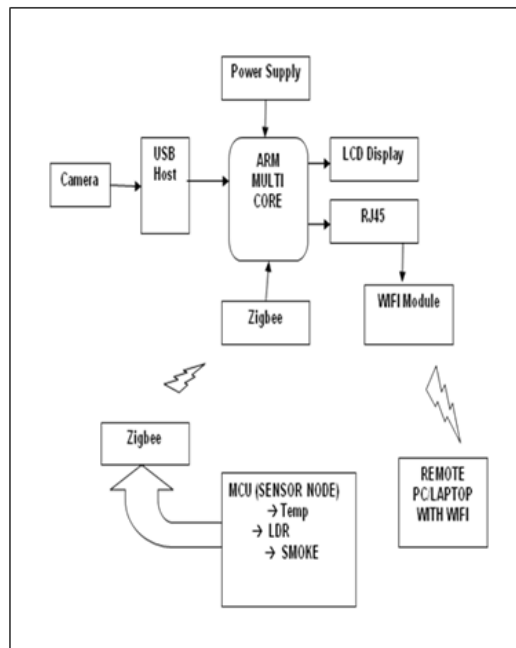 Power Supply
USB
Host
ARM
MULTI
CORE
LCD Display
Camera
RJ45
Zigbee
WIFI Module
Zigbee
MCU (SENSOR NODE)
→ Temp
→ LDR
→ SMOKE
REMOTE
PC/LAPTOP
WITH WIFI